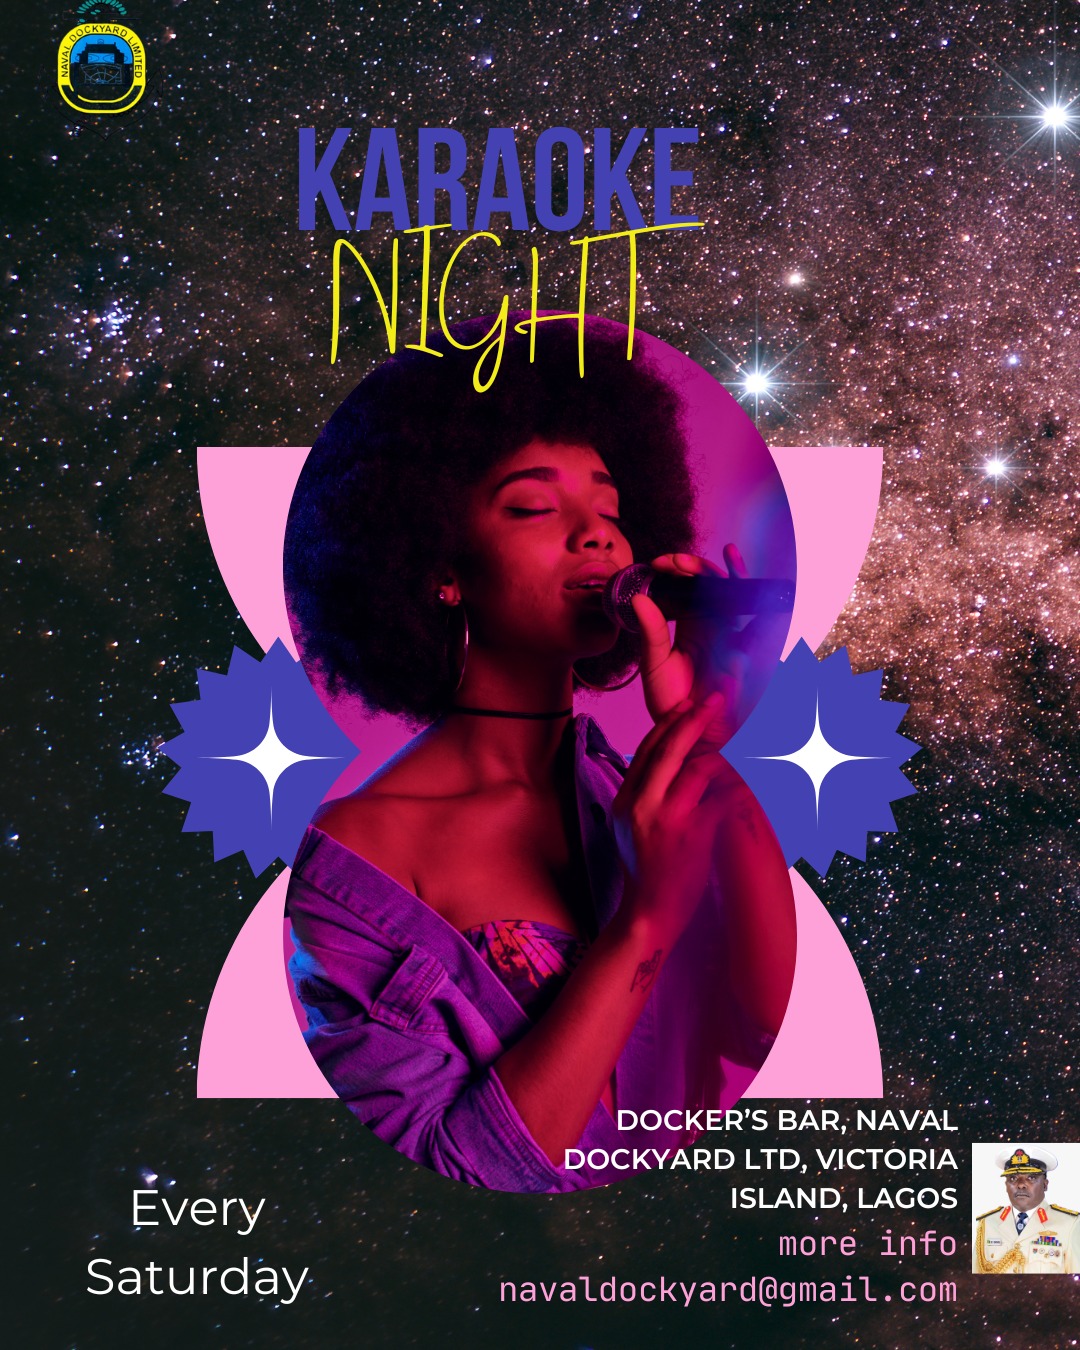 NAVAL DOCKYARD LIMITED
KARAOKE
NIGHT
DOCKER’S BAR, NAVAL
DOCKYARD LTD, VICTORIA
ISLAND, LAGOS
more info
navaldockyard@gmail.com
Every
Saturday